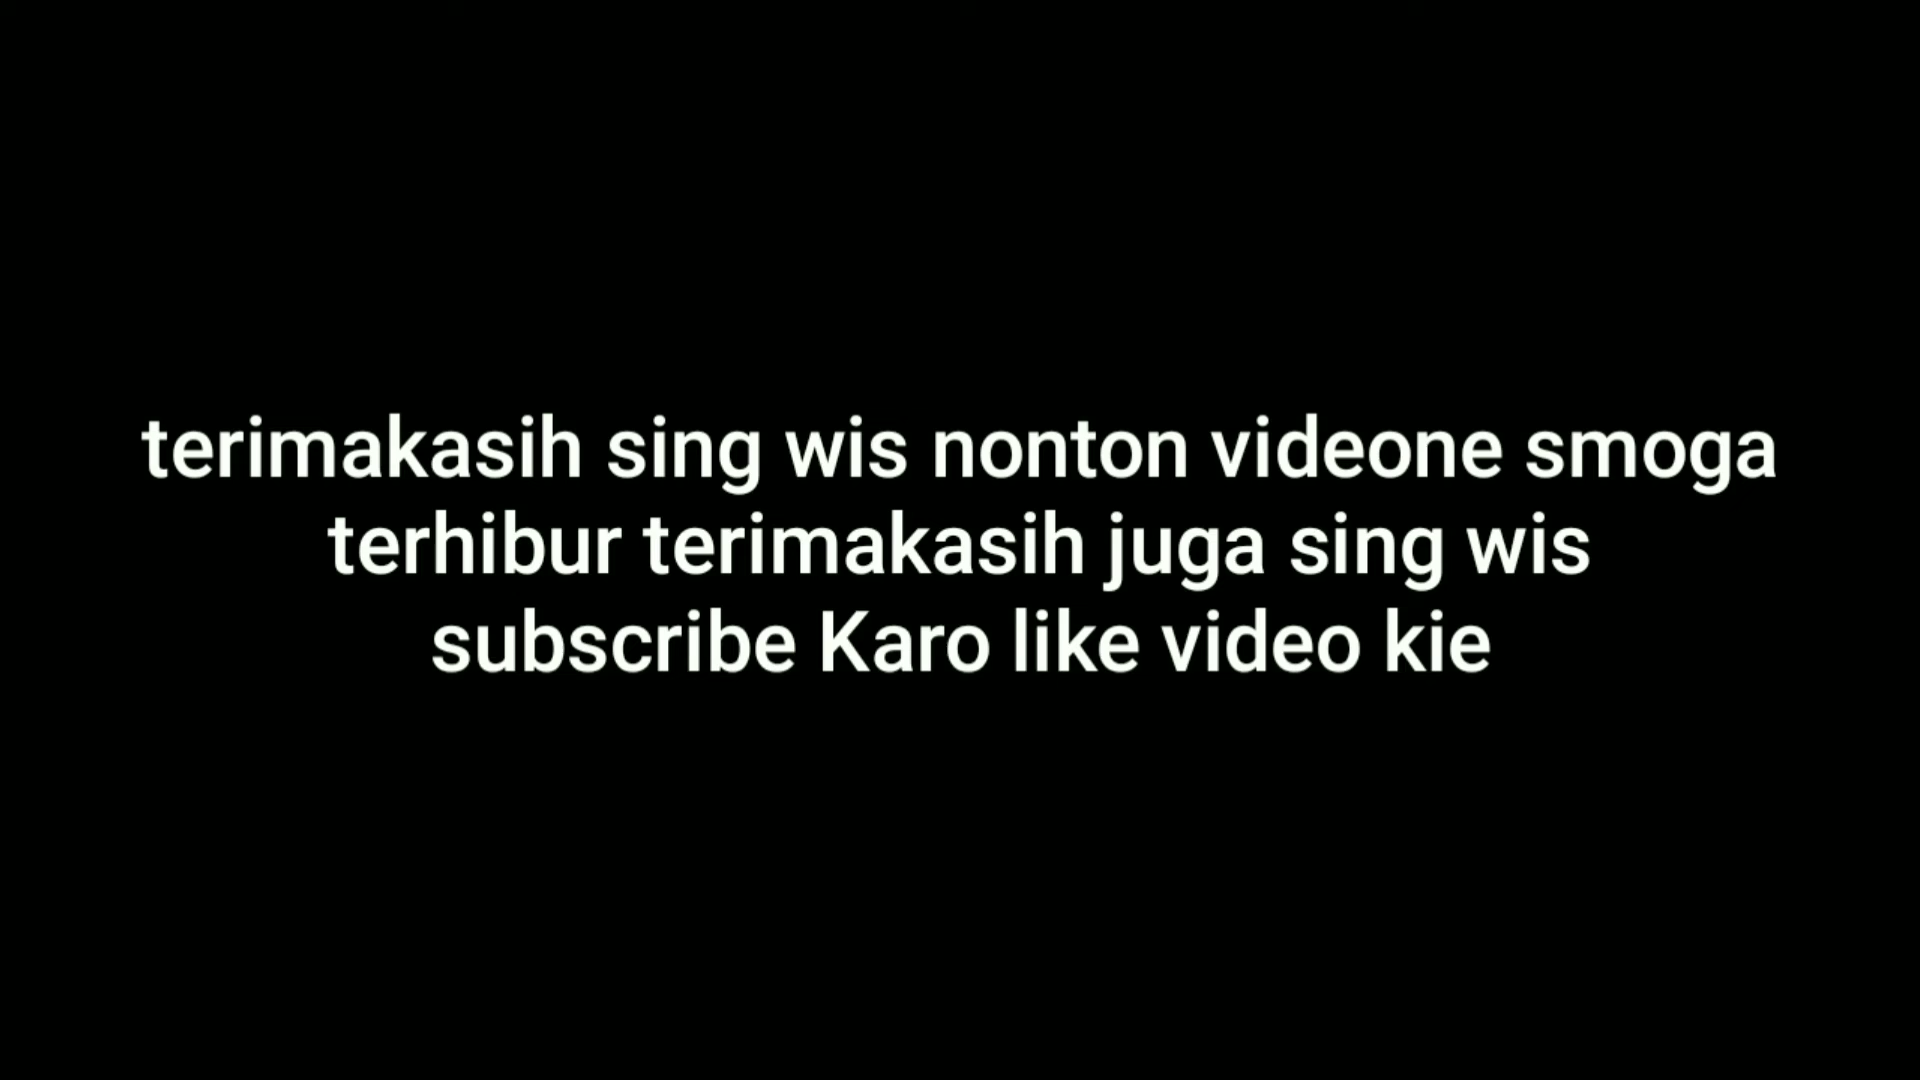 terimakasih sing wis nonton videone smoga
terhibur terimakasih juga sing wis
subscribe Karo like video kie